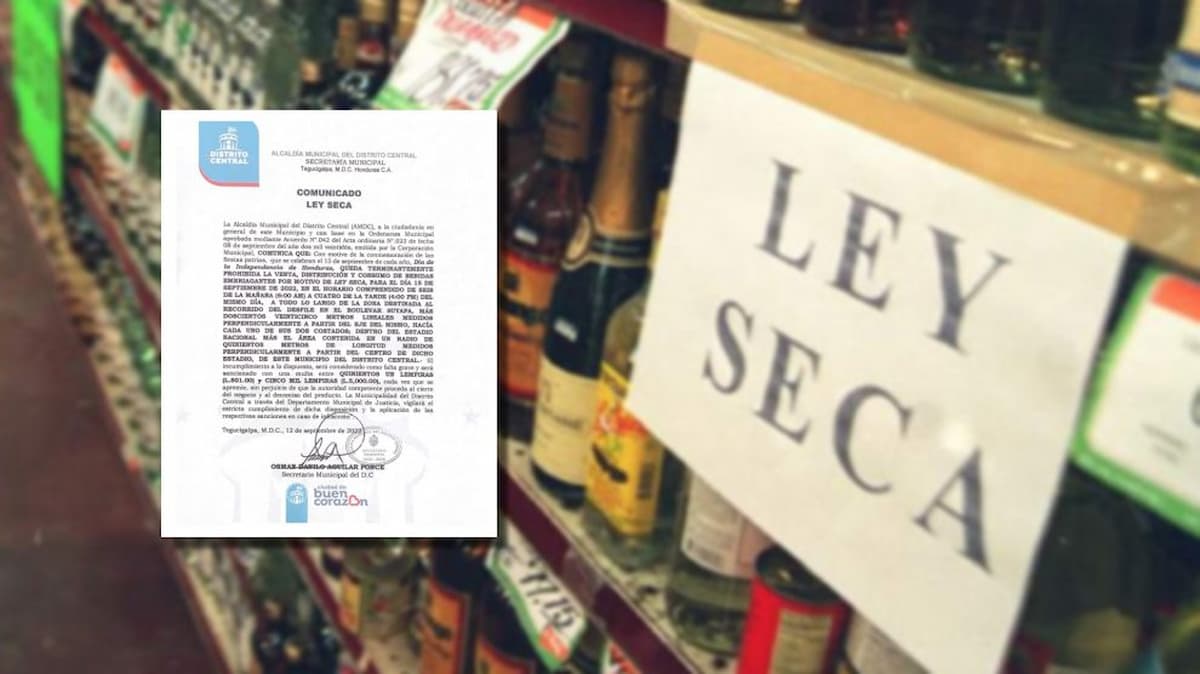 DISTRITO
CENTRAL
ALCALDÍA MUNICIPAL DEL DISTRITO CENTRAL
SECRETARÍA MUNICIPAL
Tegucigalpa, M.D.C. Honduras C.A.
COMUNICADO
LEY SECA
La Alcaldía Municipal del Distrito Central (AMDC), a la ciudadanía en
general de este Municipio y con base en la Ordenanza Municipal
aprobada mediante Acuerdo N°.042 del Acta ordinaria N°.023 de fecha
08 de septiembre del año dos mil veintidós, emitida por la Corporación
Municipal, COMUNICA QUE: Con motivo de la conmemoración de las
fiestas patrias, que se celebran el 15 de septiembre de cada año, Día de
la Independencia de Honduras, QUEDA TERMINANTEMENTE
PROHIBIDA LA VENTA, DISTRIBUCIÓN Y CONSUMO DE BEBIDAS
EMBRIAGANTES POR MOTIVO DE LEY SECA, PARA EL DÍA 15 DE
SEPTIEMBRE DE 2022, EN EL HORARIO COMPRENDIDO DE SEIS
DE LA MAÑANA (6:00 AM) A CUATRO DE LA TARDE (4:00 PM) DEL
MISMO DÍA, A TODO LO LARGO DE LA ZONA DESTINADA AL
RECORRIDO DEL DESFILE EN EL BOULEVAR SUYAPA, MÁS
DOSCIENTOS VEINTICINCO METROS LINEALES MEDIDOS
PERPENDICULARMENTE A PARTIR DEL EJE DEL MISMO, HACÍA
CADA UNO DE SUS DOS COSTADOS; DENTRO DEL ESTADIO
NACIONAL MÁS EL ÁREA CONTENIDA EN UN RADIO DE
QUINIENTOS METROS DE LONGITUD MEDIDOS
PERPENDICULARMENTE A PARTIR DEL CENTRO DE DICHO
ESTADIO, DE ESTE MUNICIPIO DEL DISTRITO CENTRAL.- El
incumplimiento a lo dispuesto, será considerado como falta grave y será
sancionado con una multa entre QUINIENTOS UN LEMPIRAS
(L.501.00) y CINCO MIL LEMPIRAS (L.5,000.00), cada vez que se
apremie, sin perjuicio de que la autoridad competente proceda al cierre
del negocio y al decomiso del producto. La Municipalidad del Distrito
Central a través del Departamento Municipal de Justicia, vigilará el
estricto cumplimiento de dicha disposición y la aplicación de las
respectivas sanciones en caso de infracción.
Tegucigalpa, M.D.C., 12 de septiembre de 2022
OSMAN DANILO AGUILAR PONCE
Secretario Municipal del D.C
ciudad de
buen
corazón
LEY
SECA